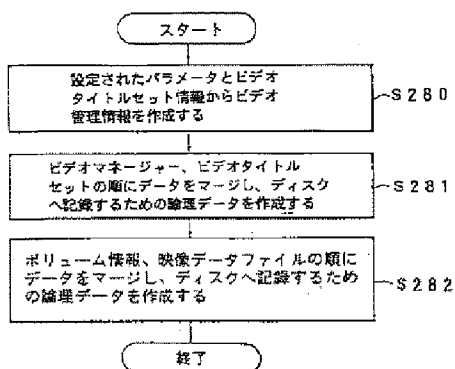 スタート
設定されたパラメータとビデオ
タイトルセット情報からビデオ
管理情報を作成する
S280
ビデオマネージャー、ビデオタイトル
セットの順にデータをマージし、ディスク
へ記録するための論理データを作成する
S281
ボリューム情報、映像データファイルの順に
データをマージし、ディスクへ記録するため
の論理データを作成する
S282
終了